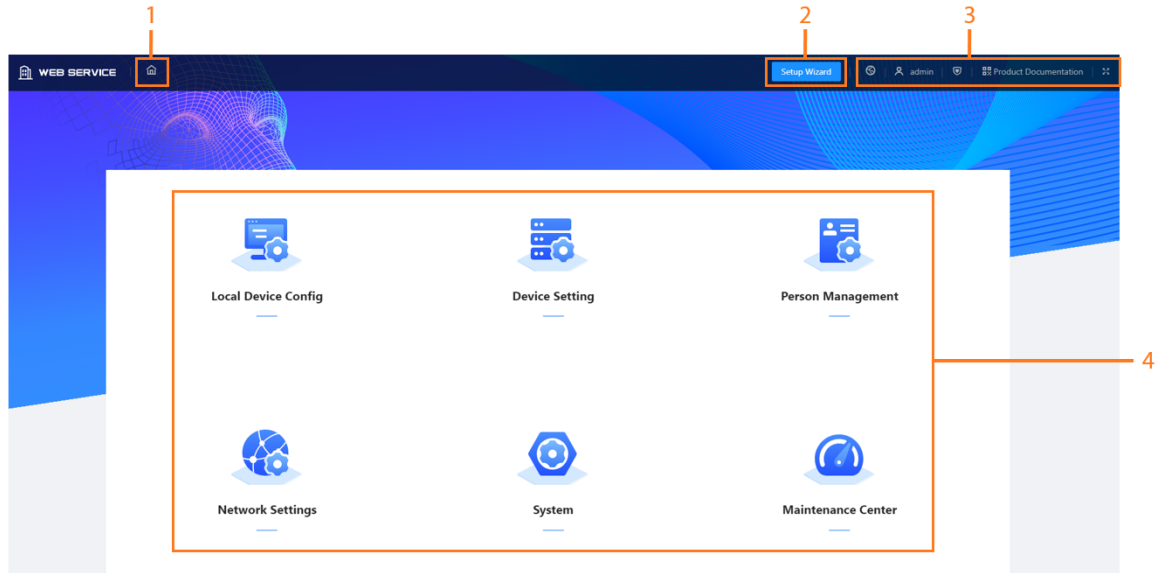 1
2
3
WEB SERVICE
Setup Wizard
admin
Product Documentation
Local Device Config
Device Setting
Person Management
4
Network Settings
System
Maintenance Center